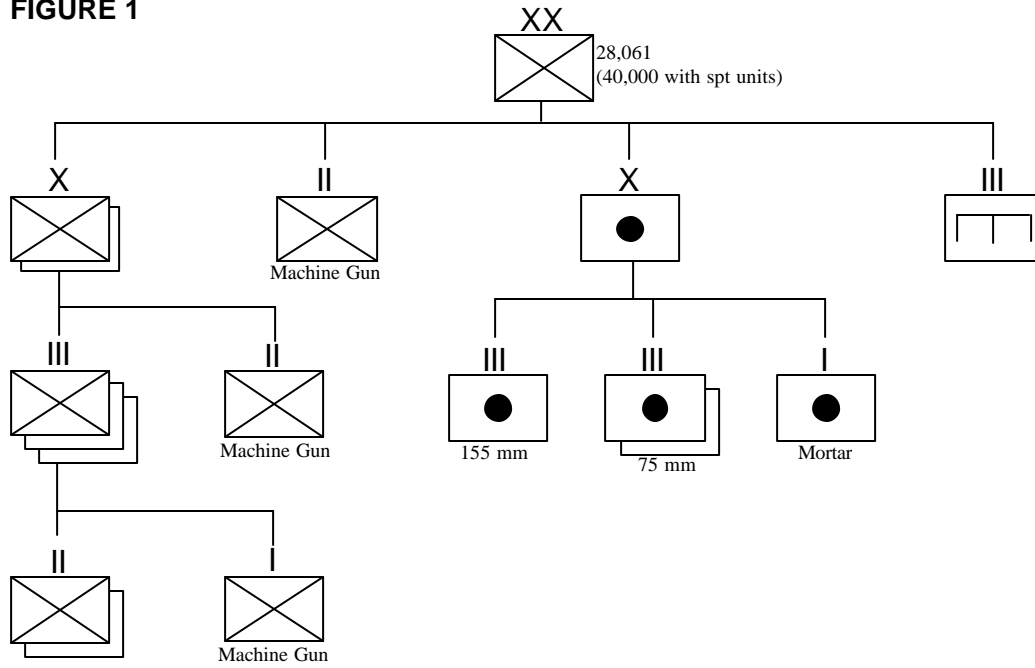 FIGURE 1
XX
28,061
(40,000 with spt units)
X
II
X
III
Machine Gun
III
II
III
III
I
Machine Gun
155 mm
75 mm
Mortar
II
I
Machine Gun